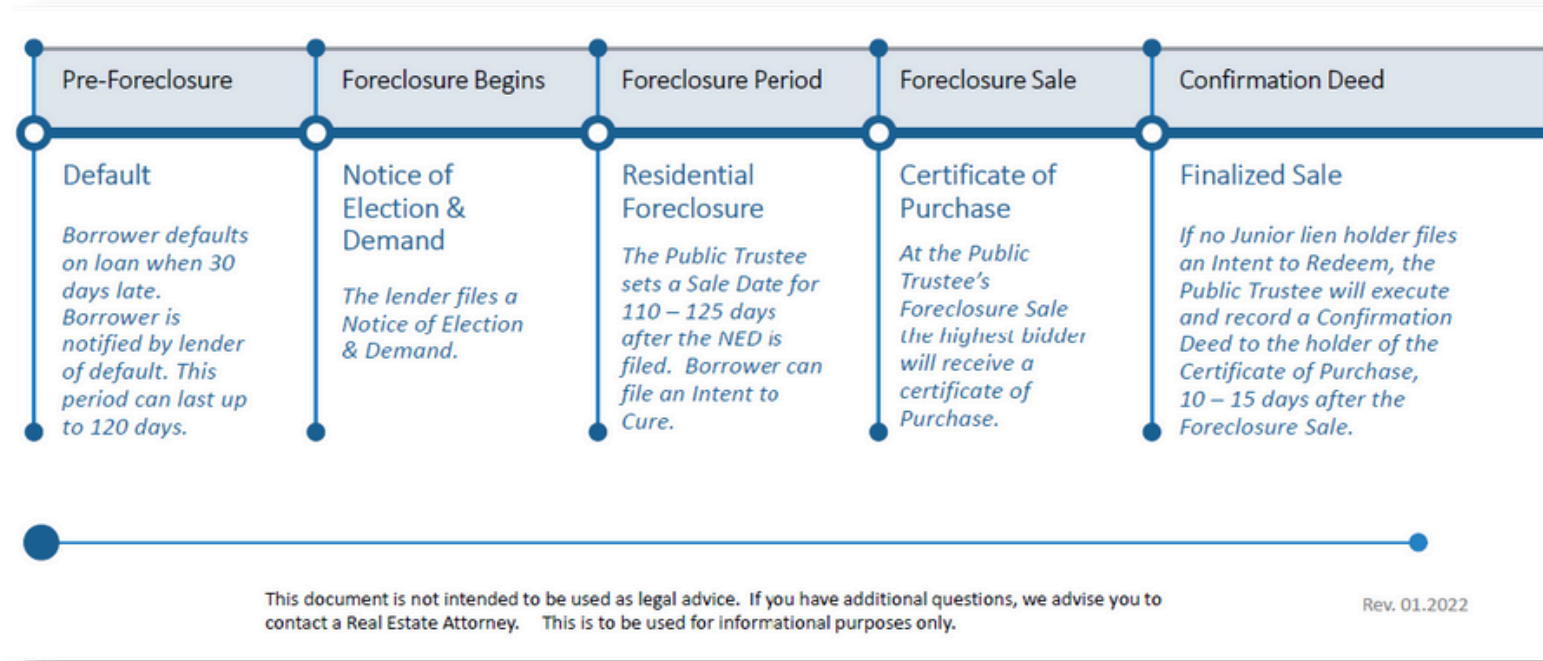 Pre-Foreclosure
Foreclosure Begins
Foreclosure Period
Foreclosure Sale
Confirmation Deed
Default
Borrower defaults
on loan when 30
days late.
Borrower is
notified by lender
of default. This
period can last up
to 120 days.
Notice of
Election &
Demand
The lender files a
Notice of Election
& Demand.
Residential
Foreclosure
The Public Trustee
sets a Sale Date for
110 – 125 days
after the NED is
filed.  Borrower can
file an Intent to
Cure.
Certificate of
Purchase
At the Public
Trustee's
Foreclosure Sale
the highest bidder
will receive a
certificate of
Purchase.
Finalized Sale
If no Junior lien holder files
an Intent to Redeem, the
Public Trustee will execute
and record a Confirmation
Deed to the holder of the
Certificate of Purchase,
10 – 15 days after the
Foreclosure Sale.
This document is not intended to be used as legal advice.  If you have additional questions, we advise you to
contact a Real Estate Attorney.    This is to be used for informational purposes only.
Rev. 01.2022